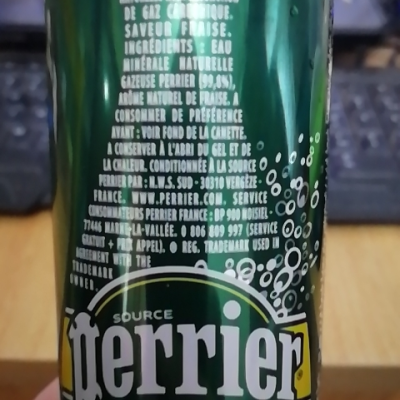 DE GAZ CARBONIQUE.
SAVEUR FRAISE.
INGRÉDIENTS : EAU
MINÉRALE NATURELLE
GAZEUSE PERRIER (99,8%),
ARÔME NATUREL DE FRAISE. A
CONSOMMER DE PRÉFÉRENCE
AVANT : VOIR FOND DE LA CANETTE.
A CONSERVER À L'ABRI DU GEL ET DE
LA CHALEUR. CONDITIONNÉE À LA SOURCE
PERRIER PAR : N.W.S. SUD - 30310 VERGÈZE -
FRANCE. WWW.PERRIER.COM. SERVICE
CONSOMMATEURS PERRIER FRANCE : BP 900 NOISIEL -
77446 MARNE-LA-VALLÉE. 0 806 809 997 (SERVICE
GRATUIT + PRIX APPEL). ® REG. TRADEMARK USED IN
AGREEMENT WITH THE
TRADEMARK
OWNER.
SOURCE
perrier